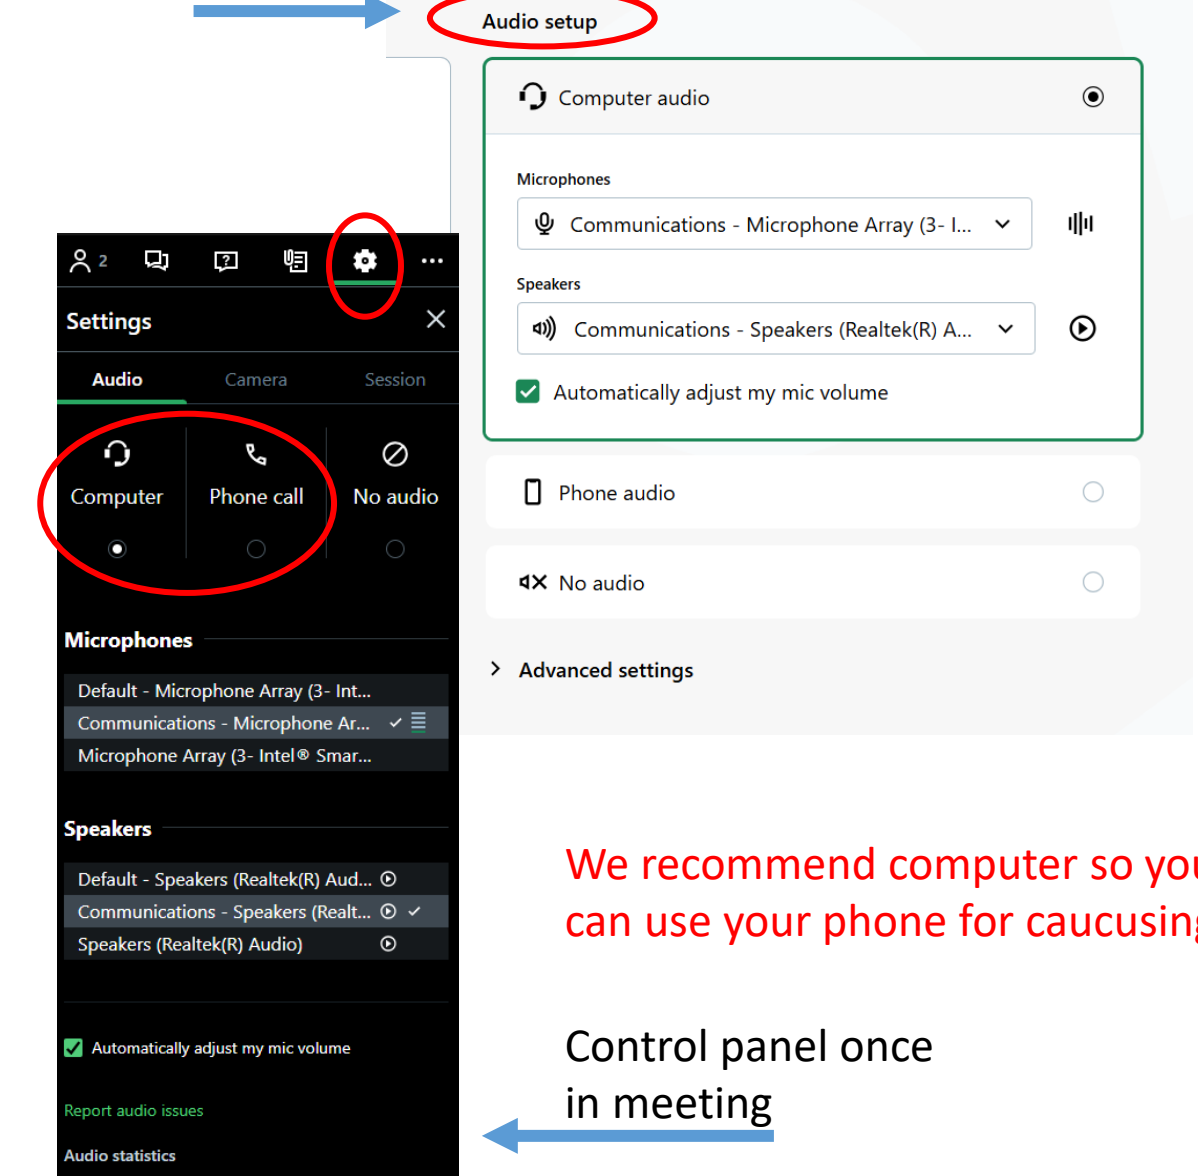 Audio setup
Computer audio
Microphones
Communications - Microphone Array (3- I...
Speakers
Communications - Speakers (Realtek(R) A...
Automatically adjust my mic volume
Phone audio
No audio
Advanced settings
2
Settings
Audio Camera Session
Computer Phone call No audio
Microphones
Default - Microphone Array (3- Int...
Communications - Microphone Ar...
Microphone Array (3- Intel® Smar...
Speakers
Default - Speakers (Realtek(R) Aud...
Communications - Speakers (Realt...
Speakers (Realtek(R) Audio)
Automatically adjust my mic volume
Report audio issues
Audio statistics
We recommend computer so you
can use your phone for caucusing
Control panel once
in meeting